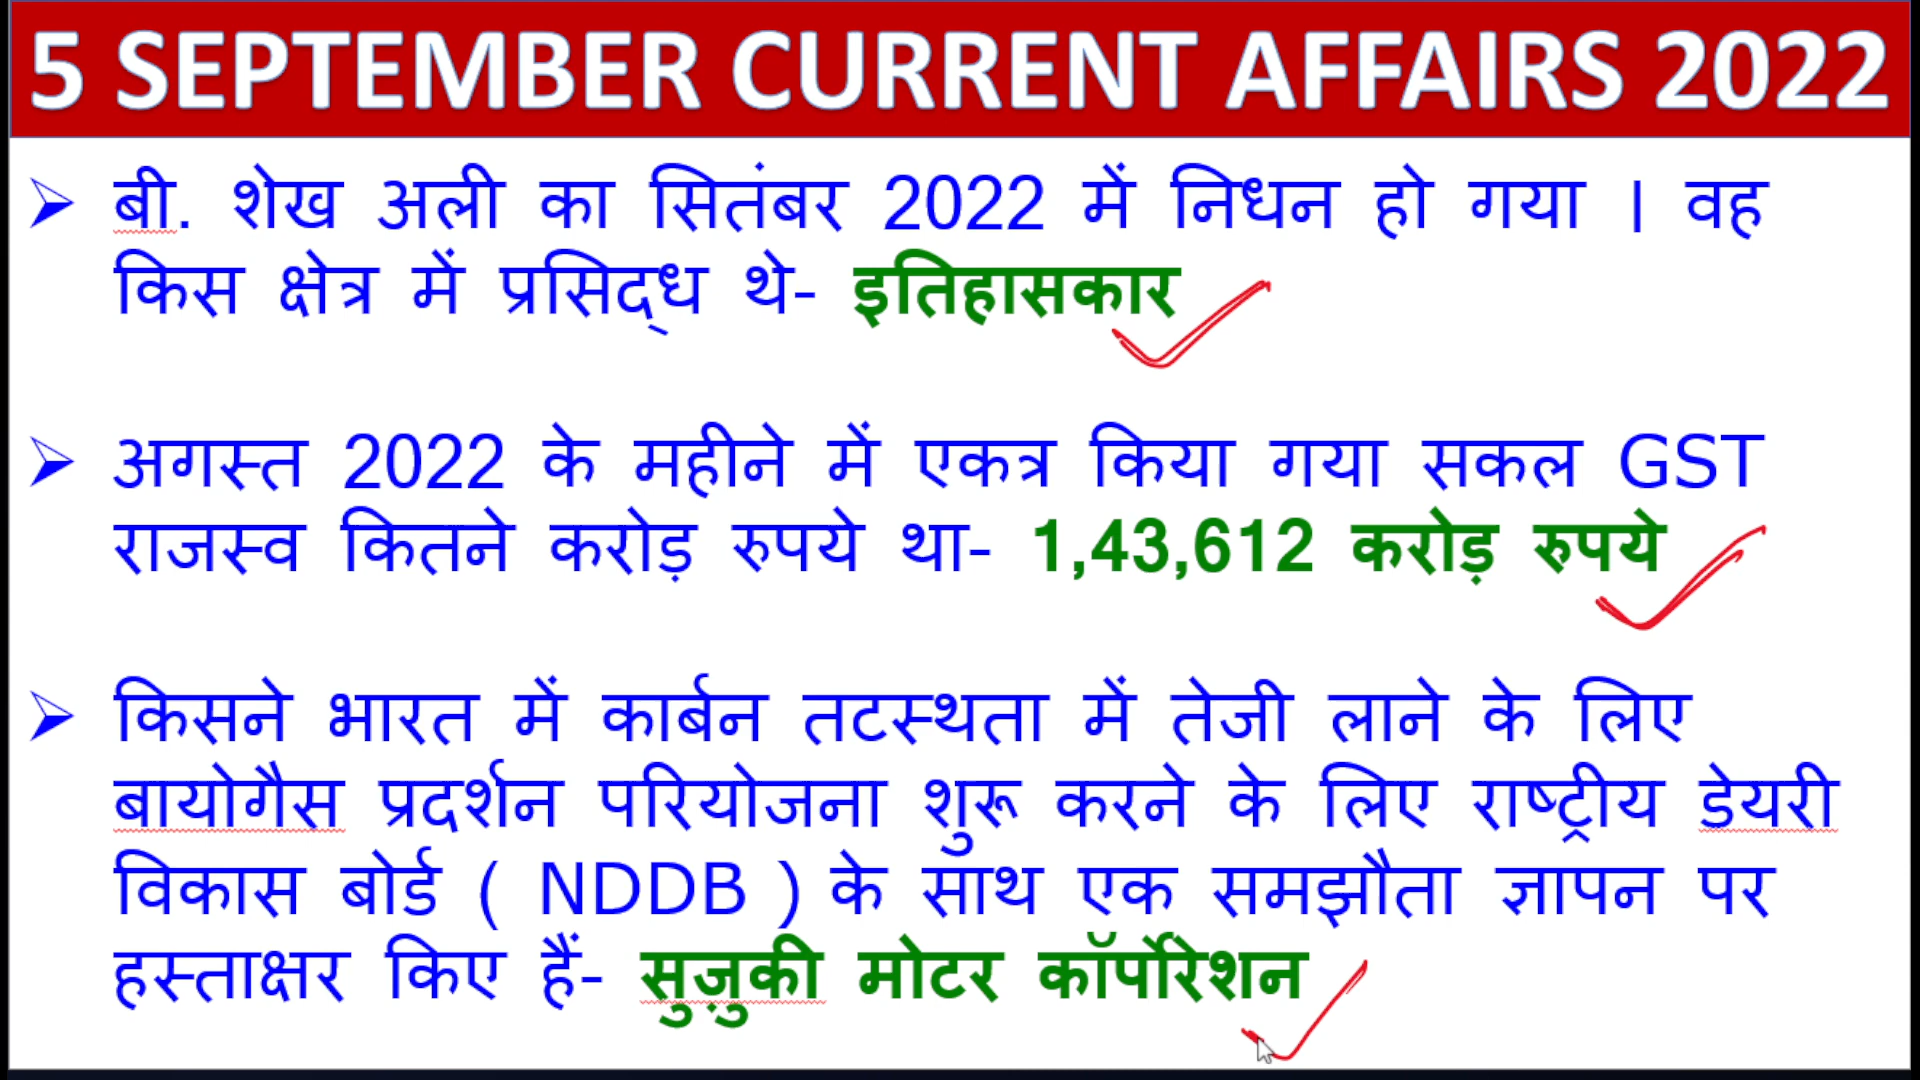 5 SEPTEMBER CURRENT AFFAIRS 2022
बी. शेख अली का सितंबर 2022 में निधन हो गया । वह
किस क्षेत्र में प्रसिद्ध थे- इतिहासकार
अगस्त 2022 के महीने में एकत्र किया गया सकल GST
राजस्व कितने करोड़ रुपये था- 1,43,612 करोड़ रुपये
किसने भारत में कार्बन तटस्थता में तेजी लाने के लिए
बायोगैस प्रदर्शन परियोजना शुरू करने के लिए राष्ट्रीय डेयरी
विकास बोर्ड ( NDDB ) के साथ एक समझौता ज्ञापन पर
हस्ताक्षर किए हैं- सुज़ुकी मोटर कॉर्पोरेशन